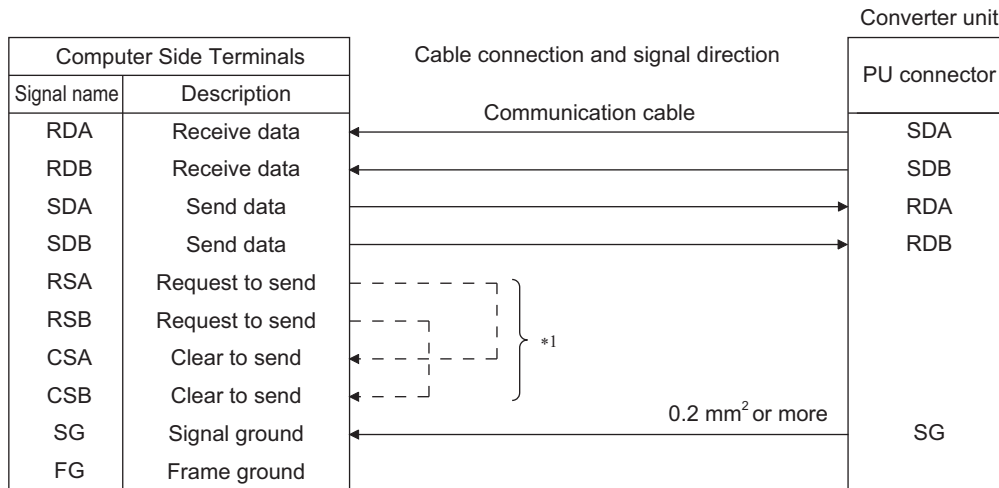 Converter unit
Computer Side Terminals
Cable connection and signal direction
PU connector
Signal name Description
Communication cable
RDA Receive data SDA
RDB Receive data SDB
SDA Send data RDA
SDB Send data RDB
RSA Request to send
RSB Request to send
*1
CSA Clear to send
CSB Clear to send
0.2 mm² or more
SG Signal ground SG
FG Frame ground